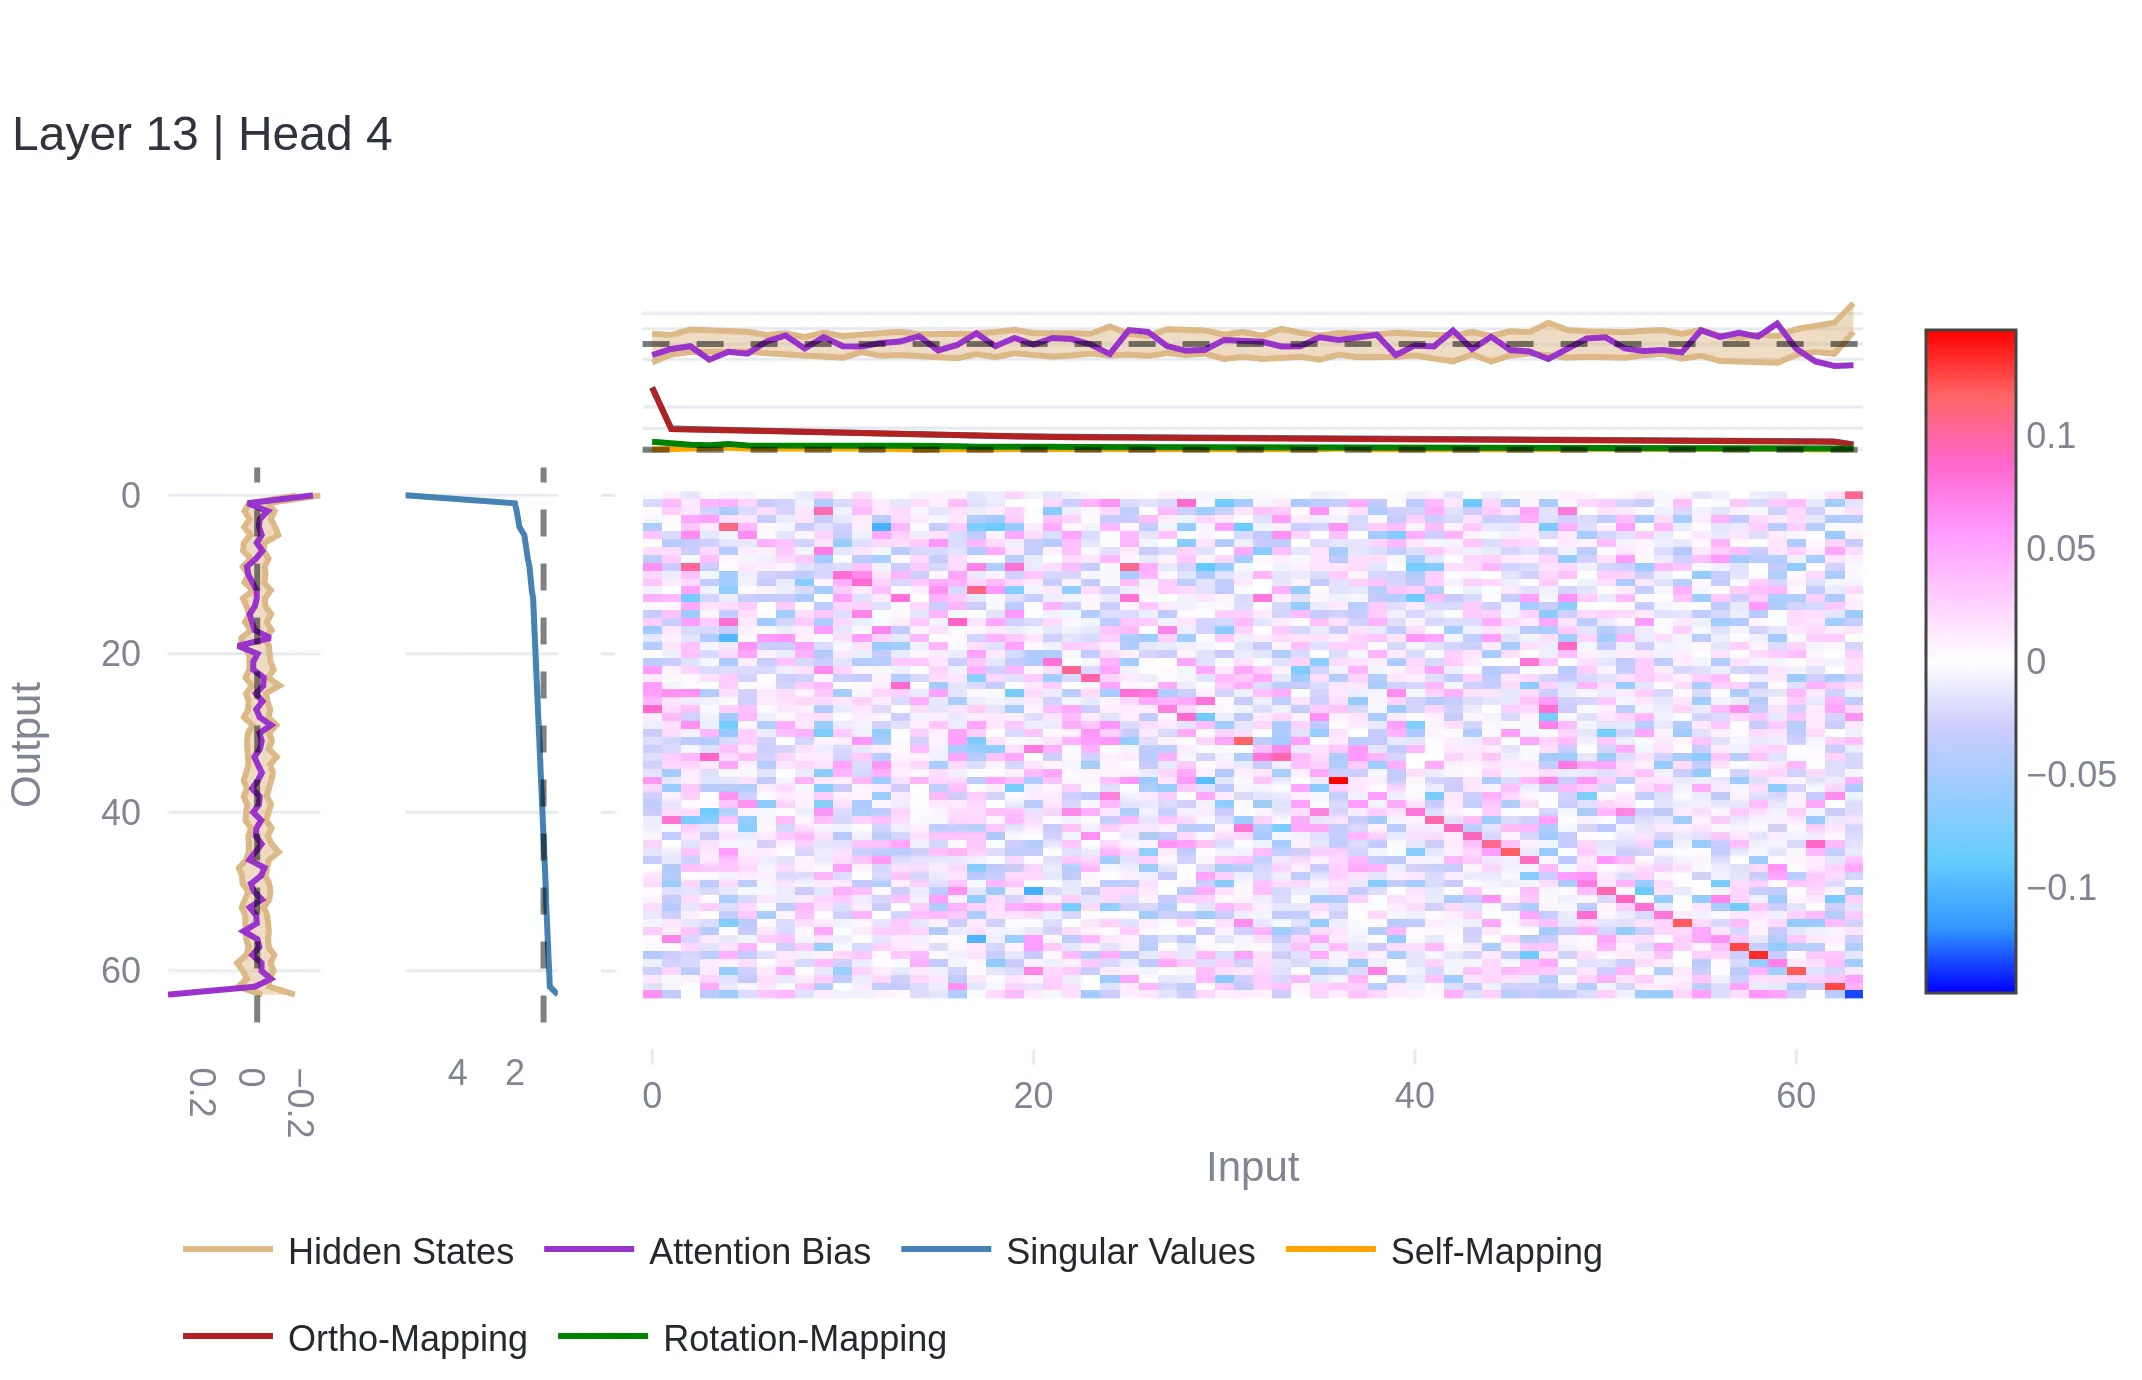 Layer 13 | Head 4
0.1
0.05
0
−0.05
−0.1
Output
0
20
40
60
0.2
0
−0.2
4
2
0
20
40
60
Input
Hidden States
Attention Bias
Singular Values
Self-Mapping
Ortho-Mapping
Rotation-Mapping